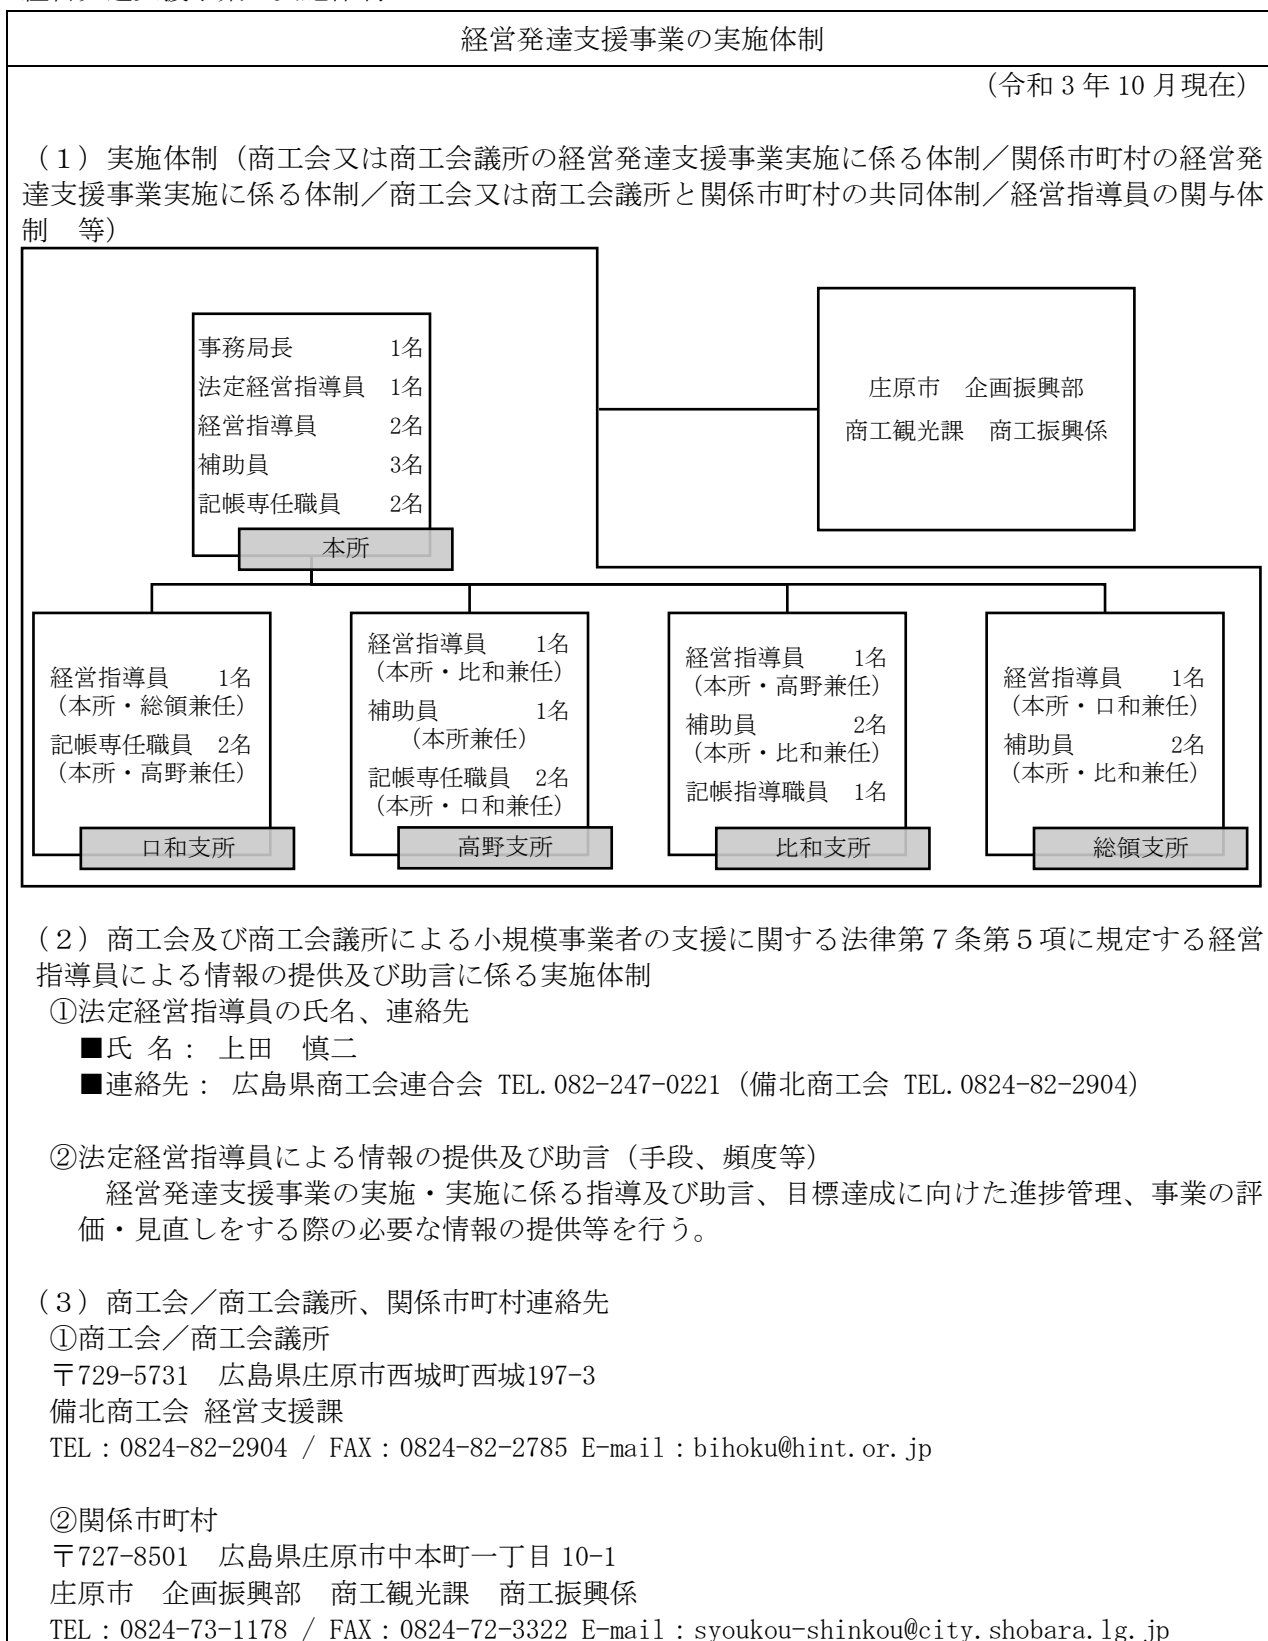 経営発達支援事業の実施体制
（令和 3 年 10 月現在）
（１）実施体制（商工会又は商工会議所の経営発達支援事業実施に係る体制／関係市町村の経営発
達支援事業実施に係る体制／商工会又は商工会議所と関係市町村の共同体制／経営指導員の関与体
制　等）
事務局長　1名
法定経営指導員　1名
経営指導員　2名
補助員　3名
記帳専任職員　2名
本所
庄原市　企画振興部
商工観光課　商工振興係
経営指導員　1名
（本所・総領兼任）
記帳専任職員　2名
（本所・高野兼任）
口和支所
経営指導員　1名
（本所・比和兼任）
補助員　1名
（本所兼任）
記帳専任職員　2名
（本所・口和兼任）
高野支所
経営指導員　1名
（本所・高野兼任）
補助員　2名
（本所・比和兼任）
記帳指導職員　1名
比和支所
経営指導員　1名
（本所・口和兼任）
補助員　2名
（本所・比和兼任）
総領支所
（２）商工会及び商工会議所による小規模事業者の支援に関する法律第７条第５項に規定する経営
指導員による情報の提供及び助言に係る実施体制
①法定経営指導員の氏名、連絡先
■氏 名： 上田　慎二
■連絡先： 広島県商工会連合会 TEL.082-247-0221（備北商工会 TEL.0824-82-2904）
②法定経営指導員による情報の提供及び助言（手段、頻度等）
経営発達支援事業の実施・実施に係る指導及び助言、目標達成に向けた進捗管理、事業の評
価・見直しをする際の必要な情報の提供等を行う。
（３）商工会／商工会議所、関係市町村連絡先
①商工会／商工会議所
〒729-5731　広島県庄原市西城町西城197-3
備北商工会 経営支援課
TEL：0824-82-2904 / FAX：0824-82-2785 E-mail：bihoku@hint.or.jp
②関係市町村
〒727-8501　広島県庄原市中本町一丁目 10-1
庄原市　企画振興部　商工観光課　商工振興係
TEL：0824-73-1178 / FAX：0824-72-3322 E-mail：syoukou-shinkou@city.shobara.lg.jp